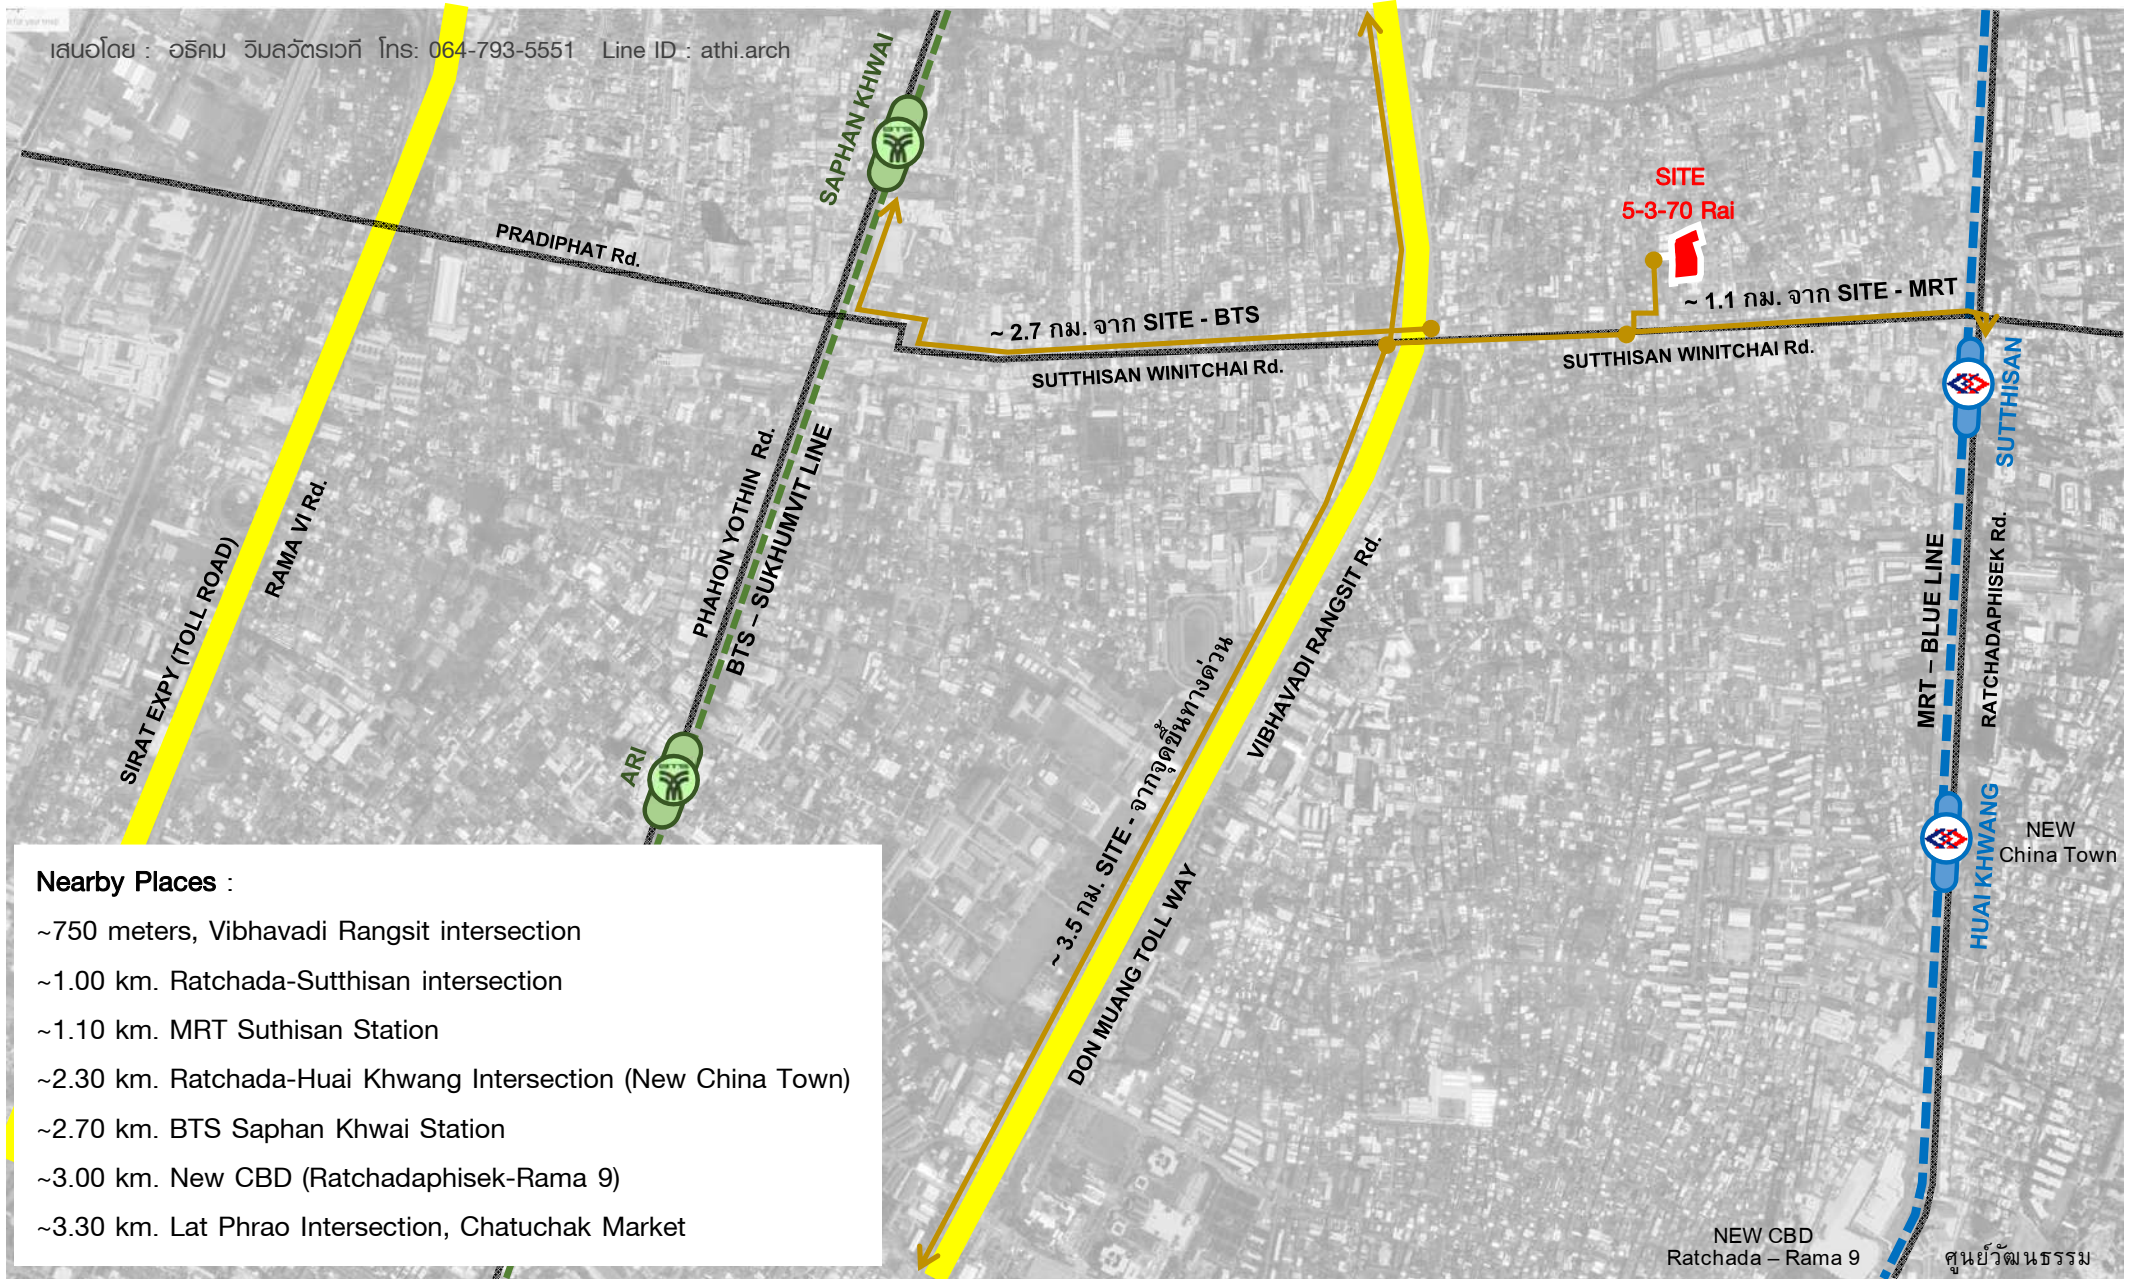 เสนอโดย : อธิคม วิมลวัตรเวที โทร: 064-793-5551 Line ID : athi.arch
SAPHAN KHWAI
SITE
5-3-70 Rai
PRADIPHAT Rd.
~ 2.7 กม. จาก SITE - BTS
~ 1.1 กม. จาก SITE - MRT
SUTTHISAN WINITCHAI Rd.
SUTTHISAN WINITCHAI Rd.
SUTTHISAN
SIRAT EXPY (TOLL ROAD)
RAMA VI Rd.
PHAHON YOTHIN Rd.
BTS – SUKHUMVIT LINE
~ 3.5 กม. SITE - จากจุดขึ้นทางด่วน
VIBHAVADI RANGSIT Rd.
DON MUANG TOLL WAY
MRT – BLUE LINE
RATCHADAPHISEK Rd.
ARI
HUAI KHWANG
NEW
China Town
Nearby Places :
~750 meters, Vibhavadi Rangsit intersection
~1.00 km. Ratchada-Sutthisan intersection
~1.10 km. MRT Suthisan Station
~2.30 km. Ratchada-Huai Khwang Intersection (New China Town)
~2.70 km. BTS Saphan Khwai Station
~3.00 km. New CBD (Ratchadaphisek-Rama 9)
~3.30 km. Lat Phrao Intersection, Chatuchak Market
NEW CBD
Ratchada – Rama 9
ศูนย์วัฒนธรรม